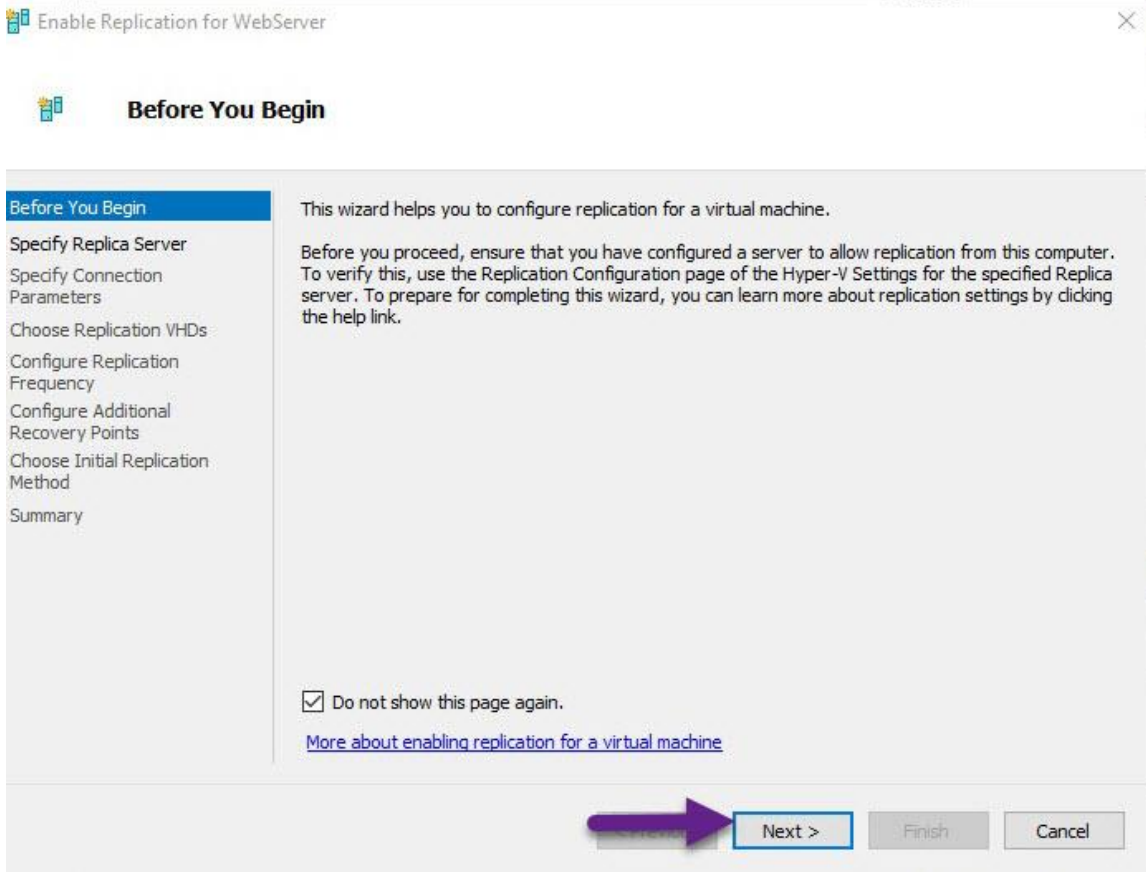 Enable Replication for WebServer
Before You Begin
Before You Begin
Specify Replica Server
Specify Connection
Parameters
Choose Replication VHDs
Configure Replication
Frequency
Configure Additional
Recovery Points
Choose Initial Replication
Method
Summary
This wizard helps you to configure replication for a virtual machine.
Before you proceed, ensure that you have configured a server to allow replication from this computer.
To verify this, use the Replication Configuration page of the Hyper-V Settings for the specified Replica
server. To prepare for completing this wizard, you can learn more about replication settings by clicking
the help link.
Do not show this page again.
More about enabling replication for a virtual machine
Next >
Finish
Cancel